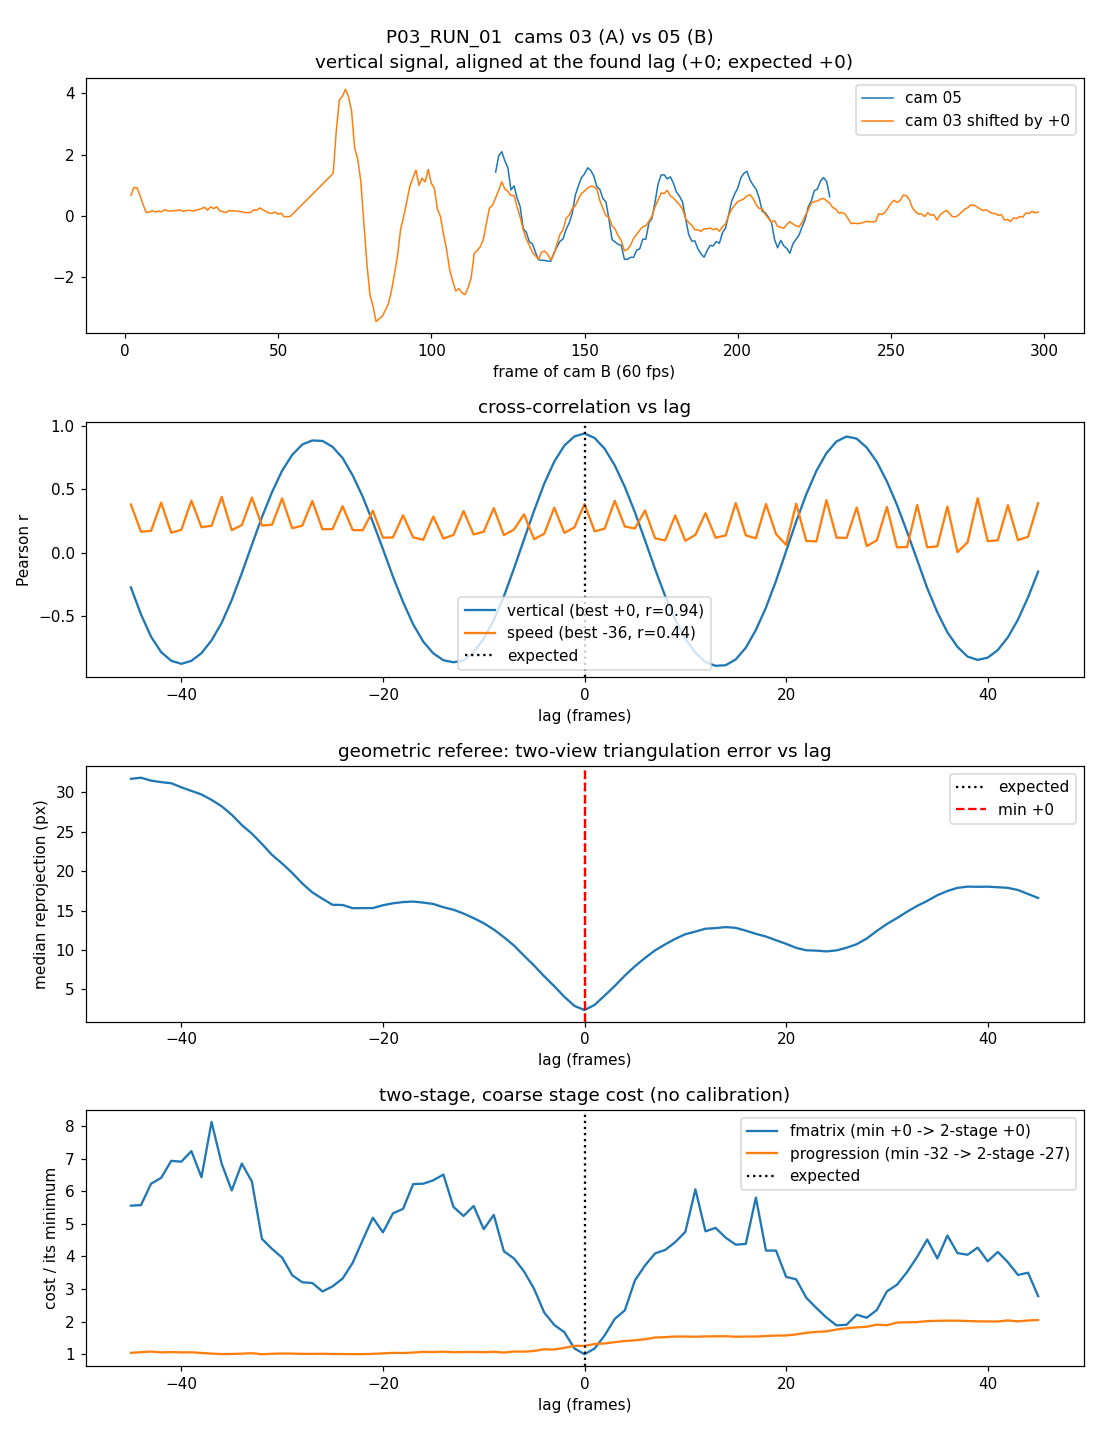 P03_RUN_01  cams 03 (A) vs 05 (B)
vertical signal, aligned at the found lag (+0; expected +0)
cam 05
cam 03 shifted by +0
4
2
0
−2
0 50 100 150 200 250 300
frame of cam B (60 fps)
cross-correlation vs lag
Pearson r
1.0
0.5
0.0
−0.5
vertical (best +0, r=0.94)
speed (best -36, r=0.44)
expected
−40 −20 0 20 40
lag (frames)
geometric referee: two-view triangulation error vs lag
median reprojection (px)
30
25
20
15
10
5
expected
min +0
−40 −20 0 20 40
lag (frames)
two-stage, coarse stage cost (no calibration)
cost / its minimum
8
7
6
5
4
3
2
1
fmatrix (min +0 -> 2-stage +0)
progression (min -32 -> 2-stage -27)
expected
−40 −20 0 20 40
lag (frames)